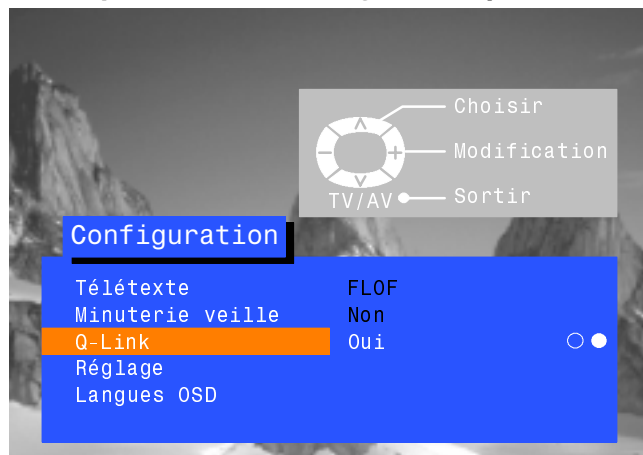 Choisir
Modification
TV/AV Sortir
Configuration
Télétexte FLOF
Minuterie veille Non
Q-Link Oui
Réglage
Langues OSD